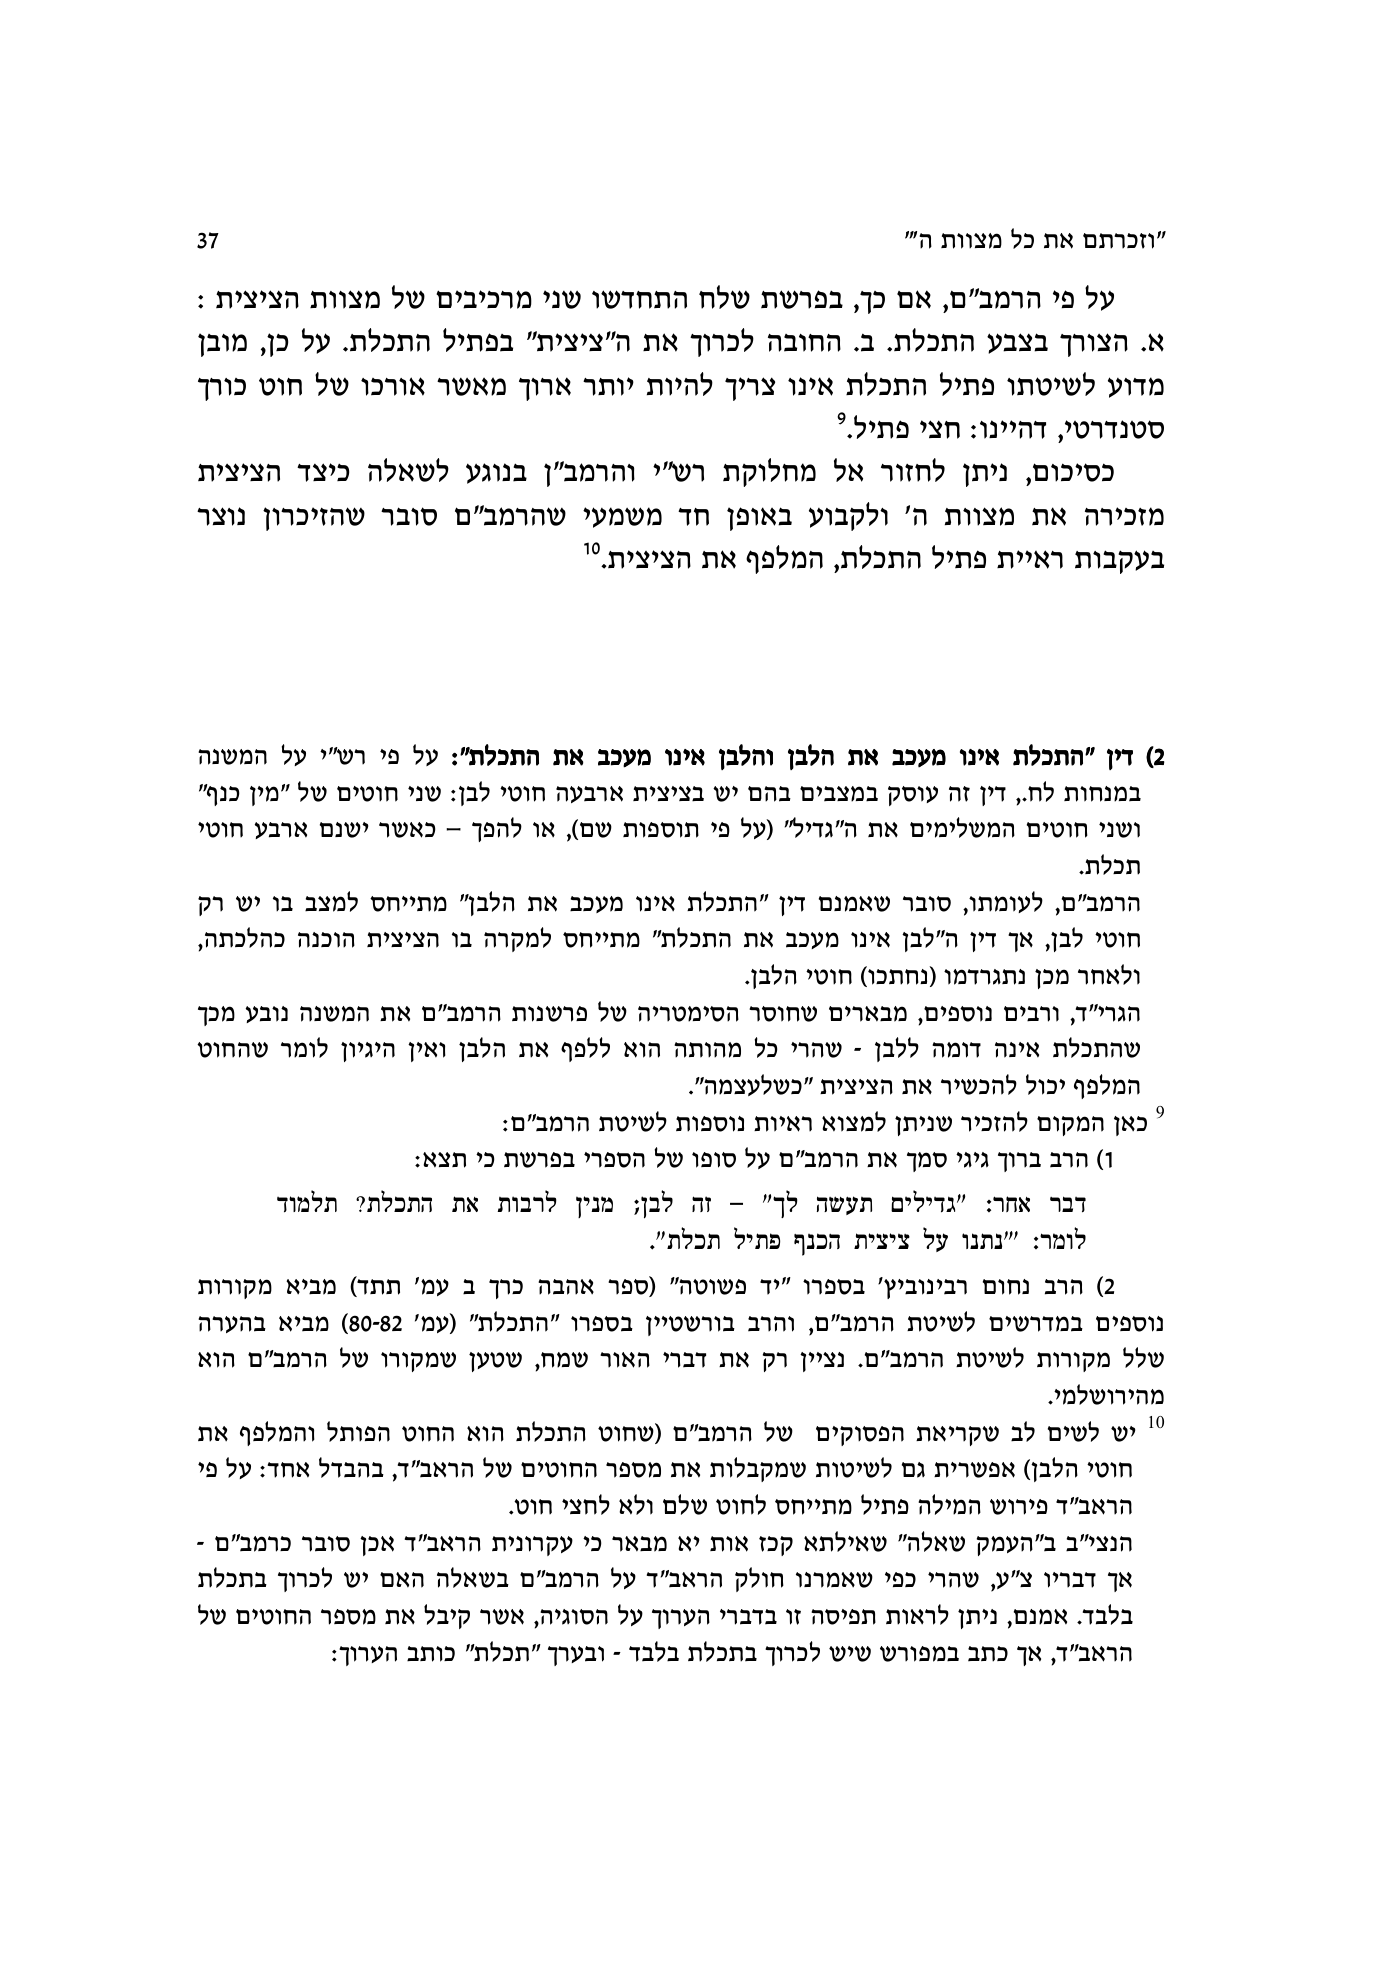 "וזכרתם את כל מצוות ה'" 37
על פי הרמב"ם, אם כך, בפרשת שלח התחדשו שני מרכיבים של מצוות הציצית :
א. הצורך בצבע התכלת. ב. החובה לכרוך את ה"ציצית" בפתיל התכלת. על כן, מובן
מדוע לשיטתו פתיל התכלת אינו צריך להיות יותר ארוך מאשר אורכו של חוט כורך
סטנדרטי, דהיינו: חצי פתיל.9
כסיכום, ניתן לחזור אל מחלוקת רש"י והרמב"ן בנוגע לשאלה כיצד הציצית
מזכירה את מצוות ה' ולקבוע באופן חד משמעי שהרמב"ם סובר שהזיכרון נוצר
בעקבות ראיית פתיל התכלת, המלפף את הציצית.10
2) דין "התכלת אינו מעכב את הלבן והלבן אינו מעכב את התכלת": על פי רש"י על המשנה
במנחות לח., דין זה עוסק במצבים בהם יש בציצית ארבעה חוטי לבן: שני חוטים של "מין כנף"
ושני חוטים המשלימים את ה"גדיל" (על פי תוספות שם), או להפך – כאשר ישנם ארבע חוטי
תכלת.
הרמב"ם, לעומתו, סובר שאמנם דין "התכלת אינו מעכב את הלבן" מתייחס למצב בו יש רק
חוטי לבן, אך דין ה"לבן אינו מעכב את התכלת" מתייחס למקרה בו הציצית הוכנה כהלכתה,
ולאחר מכן נתגרדמו (נחתכו) חוטי הלבן.
הגרי"ד, ורבים נוספים, מבארים שחוסר הסימטריה של פרשנות הרמב"ם את המשנה נובע מכך
שהתכלת אינה דומה ללבן - שהרי כל מהותה הוא ללפף את הלבן ואין היגיון לומר שהחוט
המלפף יכול להכשיר את הציצית "כשלעצמה".
9 כאן המקום להזכיר שניתן למצוא ראיות נוספות לשיטת הרמב"ם:
1) הרב ברוך גיגי סמך את הרמב"ם על סופו של הספרי בפרשת כי תצא:
דבר אחר: "גדילים תעשה לך" – זה לבן; מנין לרבות את התכלת? תלמוד
לומר: "'נתנו על ציצית הכנף פתיל תכלת".
2) הרב נחום רבינוביץ' בספרו "יד פשוטה" (ספר אהבה כרך ב עמ' תתד) מביא מקורות
נוספים במדרשים לשיטת הרמב"ם, והרב בורשטיין בספרו "התכלת" (עמ' 80-82) מביא בהערה
שלל מקורות לשיטת הרמב"ם. נציין רק את דברי האור שמח, שטען שמקורו של הרמב"ם הוא
מהירושלמי.
10 יש לשים לב שקריאת הפסוקים של הרמב"ם (שחוט התכלת הוא החוט הפותל והמלפף את
חוטי הלבן) אפשרית גם לשיטות שמקבלות את מספר החוטים של הראב"ד, בהבדל אחד: על פי
הראב"ד פירוש המילה פתיל מתייחס לחוט שלם ולא לחצי חוט.
הנצי"ב ב"העמק שאלה" שאילתא קכז אות יא מבאר כי עקרונית הראב"ד אכן סובר כרמב"ם -
אך דבריו צ"ע, שהרי כפי שאמרנו חולק הראב"ד על הרמב"ם בשאלה האם יש לכרוך בתכלת
בלבד. אמנם, ניתן לראות תפיסה זו בדברי הערוך על הסוגיה, אשר קיבל את מספר החוטים של
הראב"ד, אך כתב במפורש שיש לכרוך בתכלת בלבד - ובערך "תכלת" כותב הערוך: